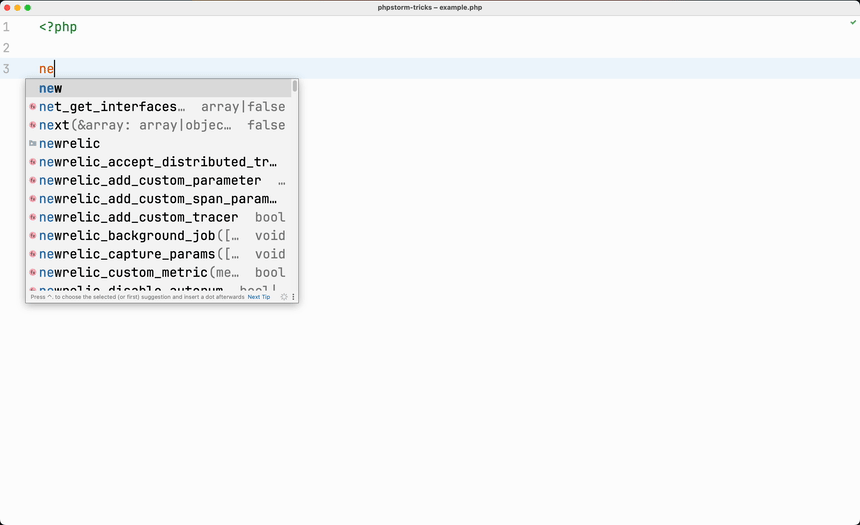 phpstorm-tricks – example.php
1 <?php
2
3 ne
new
net_get_interfaces… array|false
next(&array: array|objec… false
newrelic
newrelic_accept_distributed_tr…
newrelic_add_custom_parameter …
newrelic_add_custom_span_param…
newrelic_add_custom_tracer bool
newrelic_background_job([… void
newrelic_capture_params([… void
newrelic_custom_metric(me… bool
newrelic_disable_autorum bool|
Press ^. to choose the selected (or first) suggestion and insert a dot afterwards Next Tip